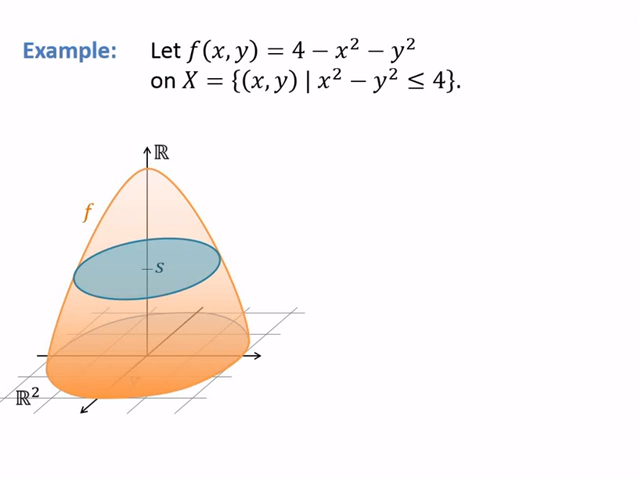 Example: Let f(x, y) = 4 − x² − y²
on X = {(x, y) | x² − y² ≤ 4}.
ℝ
f
s
ℝ²